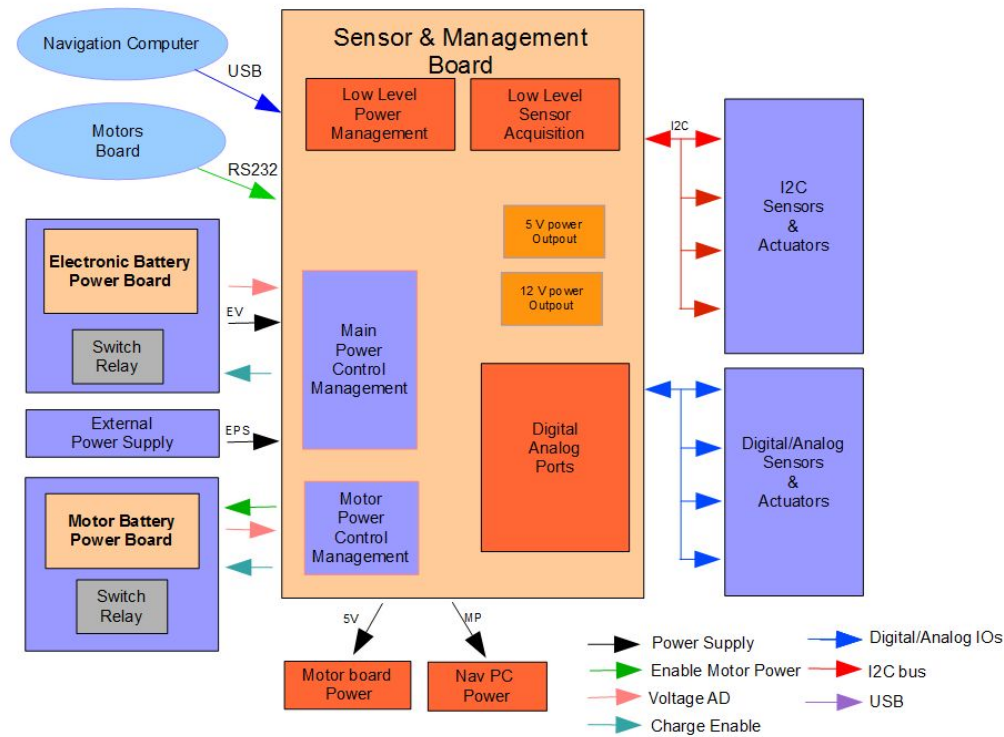 Navigation Computer
USB
Motors
Board
RS232
Sensor & Management
Board
Low Level
Power
Management
Low Level
Sensor
Acquisition
I2C
I2C
Sensors
&
Actuators
5 V power
Outpout
12 V power
Outpout
Electronic Battery
Power Board
EV
Switch
Relay
Main
Power
Control
Management
External
Power Supply
EPS
Digital
Analog
Ports
Digital/Analog
Sensors
&
Actuators
Motor Battery
Power Board
Switch
Relay
Motor
Power
Control
Management
5V
MP
Motor board
Power
Nav PC
Power
Power Supply
Enable Motor Power
Voltage AD
Charge Enable
Digital/Analog IOs
I2C bus
USB